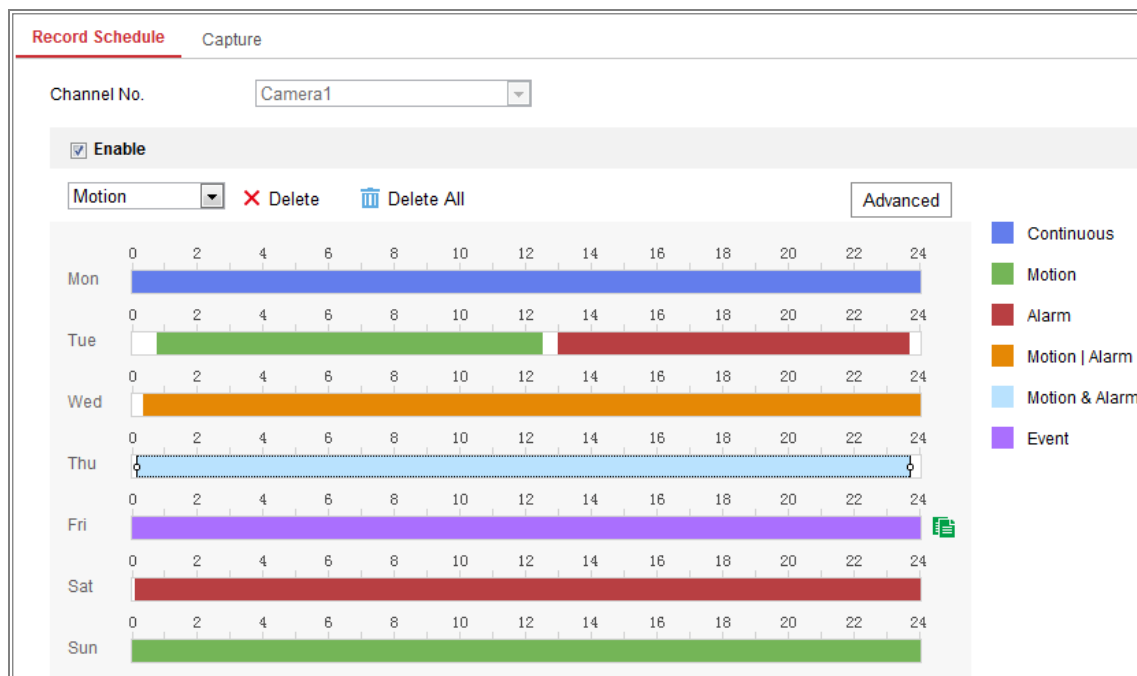 Record Schedule Capture
Channel No. Camera1
Enable
Motion Delete Delete All Advanced
0 2 4 6 8 10 12 14 16 18 20 22 24
Mon
0 2 4 6 8 10 12 14 16 18 20 22 24
Tue
0 2 4 6 8 10 12 14 16 18 20 22 24
Wed
0 2 4 6 8 10 12 14 16 18 20 22 24
Thu
0 2 4 6 8 10 12 14 16 18 20 22 24
Fri
0 2 4 6 8 10 12 14 16 18 20 22 24
Sat
0 2 4 6 8 10 12 14 16 18 20 22 24
Sun
Continuous
Motion
Alarm
Motion | Alarm
Motion & Alarm
Event